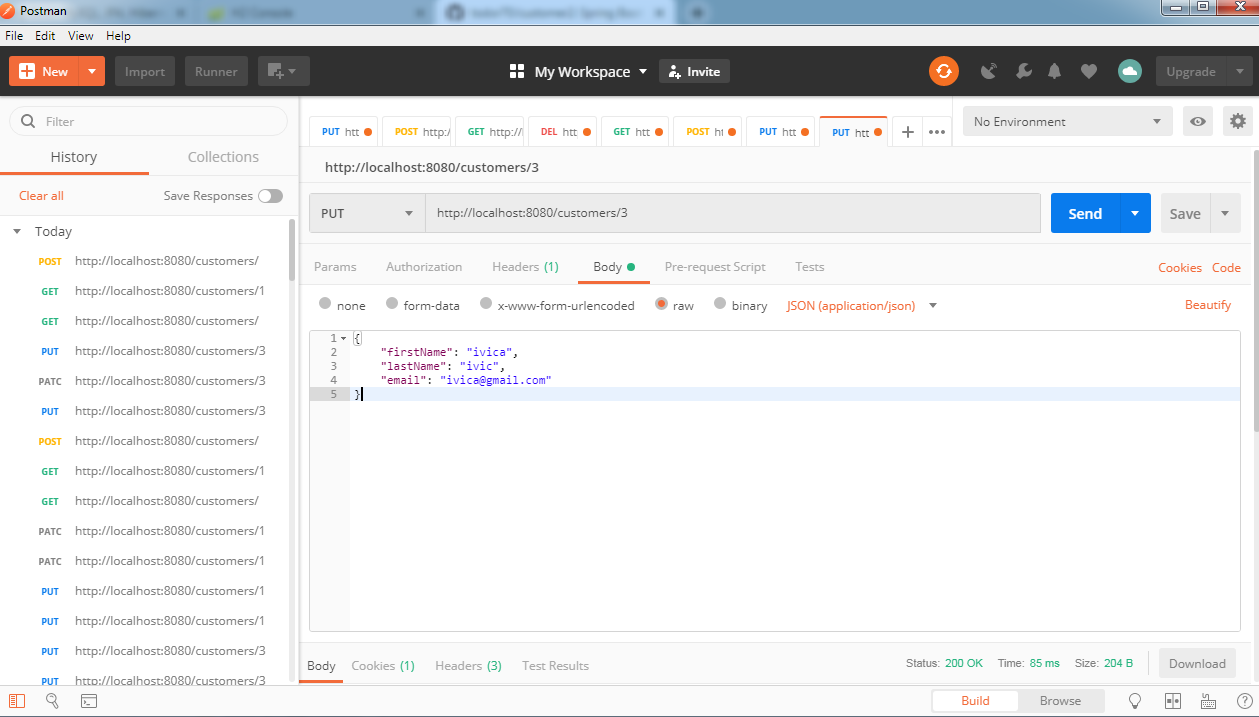 Postman
File Edit View Help
New Import Runner My Workspace Invite Upgrade
Filter
History Collections
Clear all Save Responses
Today
POST http://localhost:8080/customers/
GET http://localhost:8080/customers/1
GET http://localhost:8080/customers/
PUT http://localhost:8080/customers/3
PATC http://localhost:8080/customers/3
PUT http://localhost:8080/customers/3
POST http://localhost:8080/customers/
GET http://localhost:8080/customers/1
GET http://localhost:8080/customers/
PATC http://localhost:8080/customers/1
PATC http://localhost:8080/customers/1
PUT http://localhost:8080/customers/1
PUT http://localhost:8080/customers/1
PUT http://localhost:8080/customers/3
PUT http://localhost:8080/customers/3
PUT htt POST http:/ GET http:// DEL htt GET htt POST ht PUT htt PUT htt No Environment
http://localhost:8080/customers/3
PUT http://localhost:8080/customers/3 Send Save
Params Authorization Headers (1) Body Pre-request Script Tests Cookies Code
none form-data x-www-form-urlencoded raw binary JSON (application/json) Beautify
1 {
2 "firstName": "ivica",
3 "lastName": "ivic",
4 "email": "ivica@gmail.com"
5 }
Body Cookies (1) Headers (3) Test Results Status: 200 OK Time: 85 ms Size: 204 B Download
Build Browse